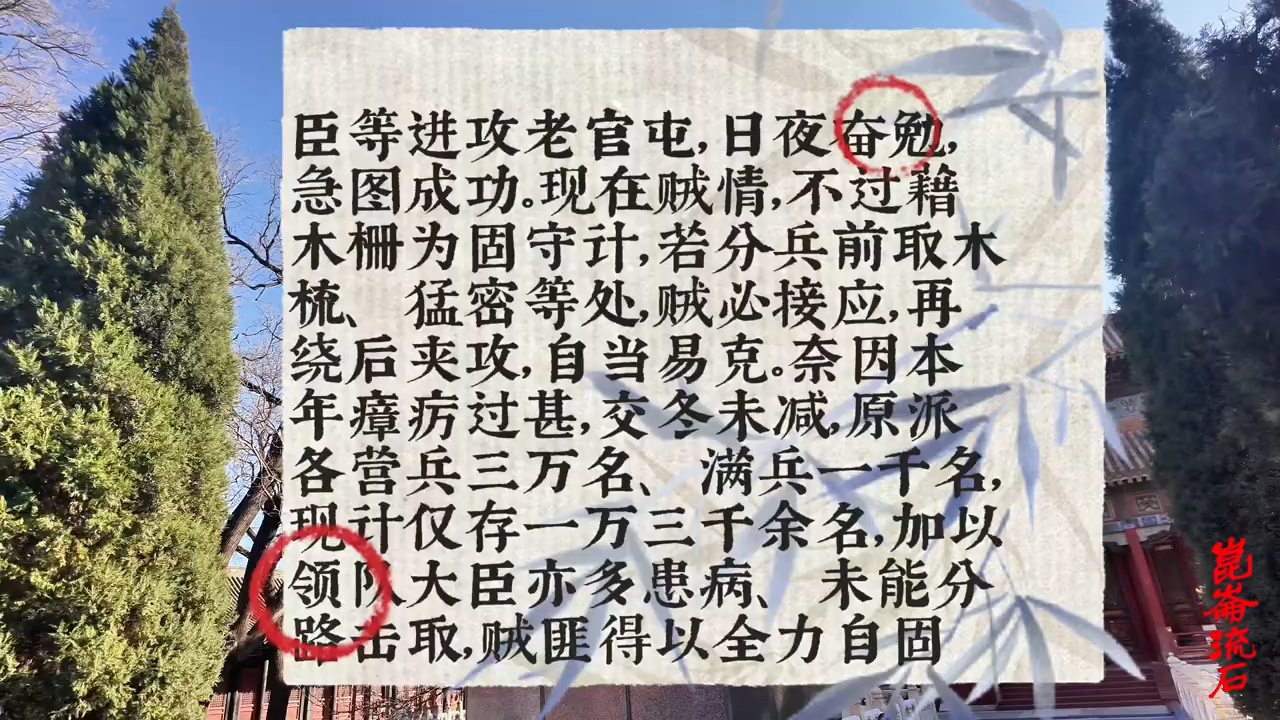 臣等进攻老官屯,日夜奋勉,
急图成功。现在贼情,不过藉
木栅为固守计,若分兵前取木
梳、猛密等处,贼必接应,再
绕后夹攻,自当易克。奈因本
年瘴疠过甚,交冬未减,原派
各营兵三万名、满兵一千名,
现计仅存一万三千余名,加以
领队大臣亦多患病、未能分
路击取,贼匪得以全力自固
崑崙流石